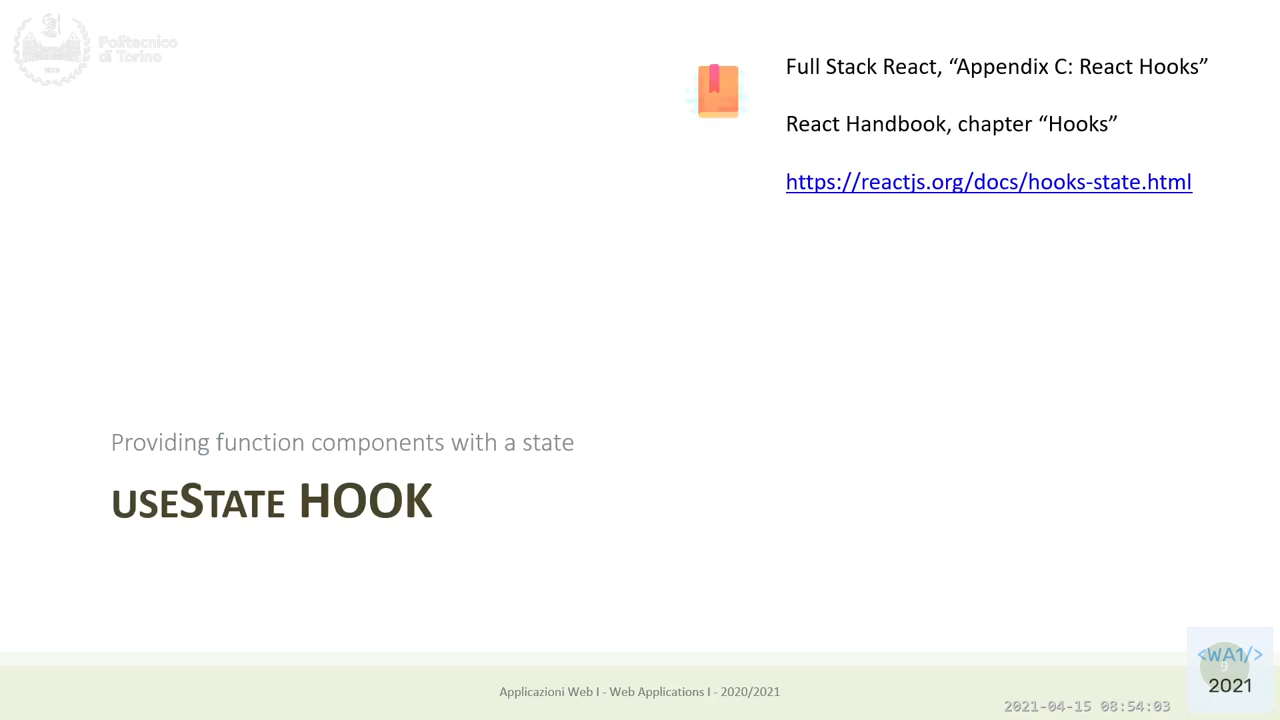 Politecnico
di Torino
1859
Full Stack React, “Appendix C: React Hooks”
React Handbook, chapter “Hooks”
https://reactjs.org/docs/hooks-state.html
Providing function components with a state
USESTATE HOOK
<WA1/>
9
2021
Applicazioni Web I - Web Applications I - 2020/2021
2021-04-15 08:54:03